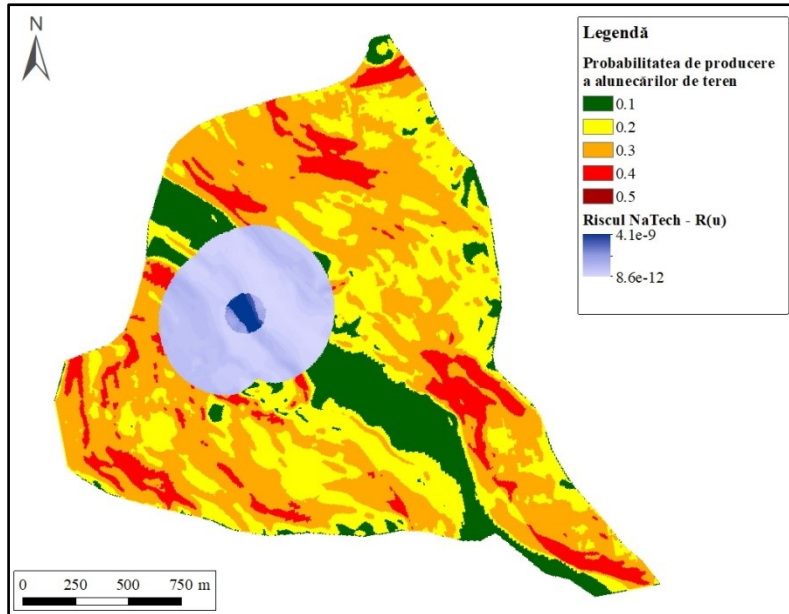 N
Legendă
Probabilitatea de producere
a alunecărilor de teren
0.1
0.2
0.3
0.4
0.5
Riscul NaTech - R(u)
4.1e-9
8.6e-12
0 250 500 750 m